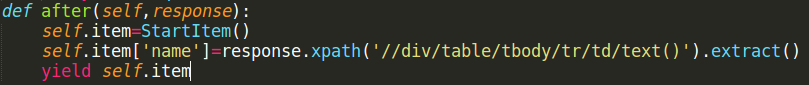 def after(self,response):
    self.item=StartItem()
    self.item['name']=response.xpath('//div/table/tbody/tr/td/text()').extract()
    yield self.item